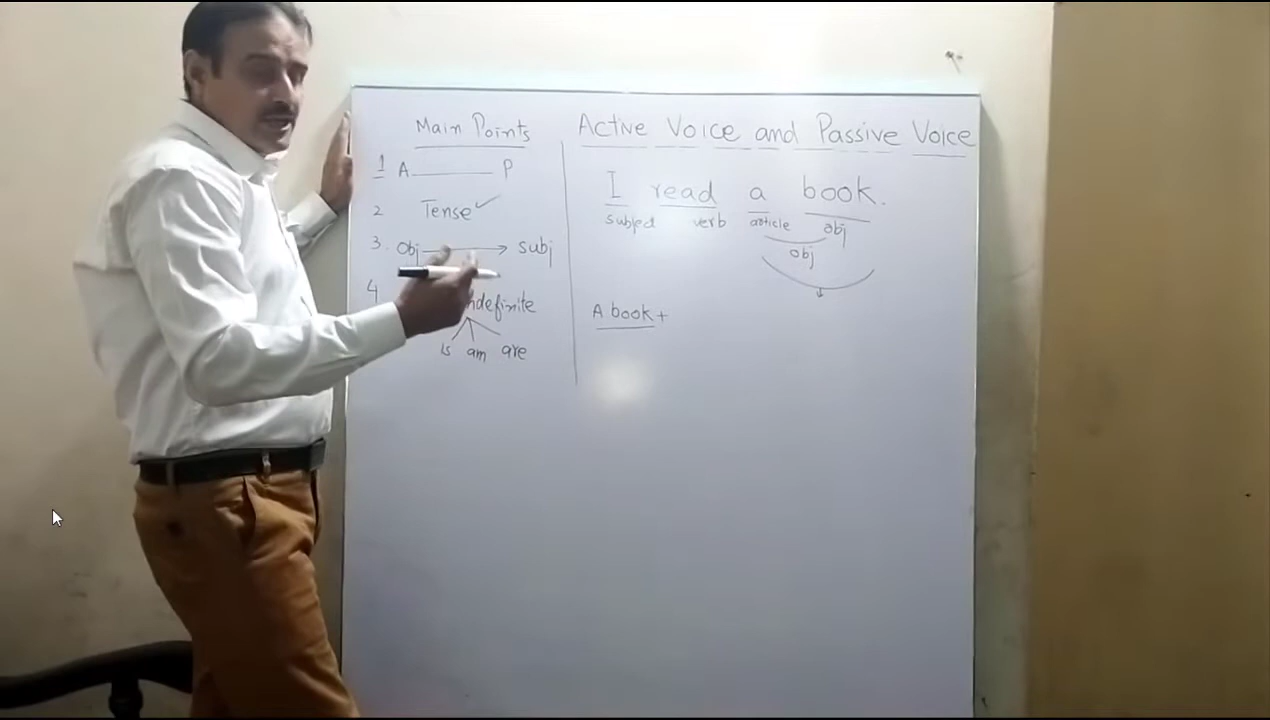 Main Points
1 A P
2 Tense
3. Obj subj
4
is am are
Active Voice and Passive Voice
I read a book.
subject verb article obj
obj
A book +